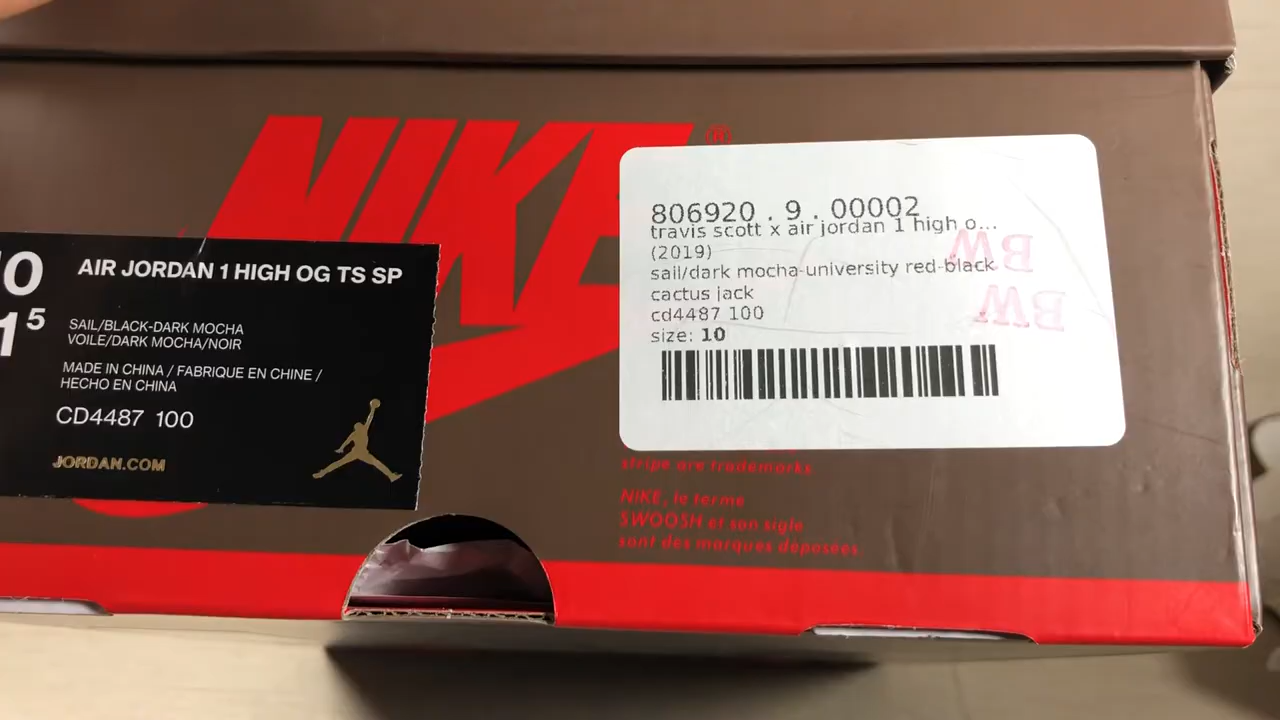 NIKE®
10
11⁵
AIR JORDAN 1 HIGH OG TS SP
SAIL/BLACK-DARK MOCHA
VOILE/DARK MOCHA/NOIR
MADE IN CHINA / FABRIQUE EN CHINE /
HECHO EN CHINA
CD4487 100
JORDAN.COM
806920 . 9 . 00002
travis scott x air jordan 1 high o...
(2019)
sail/dark mocha-university red-black
cactus jack
cd4487 100
size: 10
BW
BW
stripe are trademarks
NIKE, le terme
SWOOSH et son sigle
sont des marques déposées